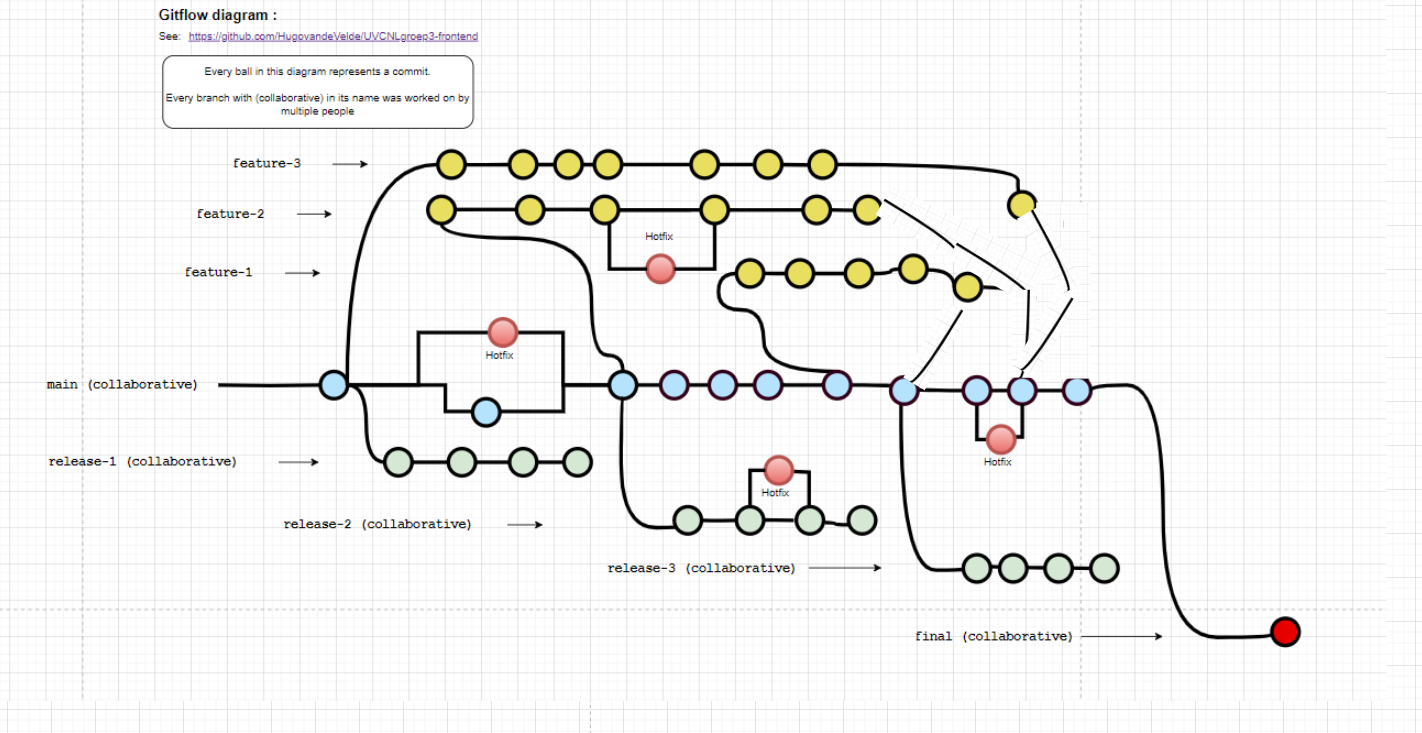 Gitflow diagram :
See: https://github.com/HugovandeVelde/UVCNLgroep3-frontend
Every ball in this diagram represents a commit.
Every branch with (collaborative) in its name was worked on by
multiple people
feature-3
feature-2
Hotfix
feature-1
Hotfix
main (collaborative)
release-1 (collaborative)
Hotfix
Hotfix
release-2 (collaborative)
release-3 (collaborative)
final (collaborative)